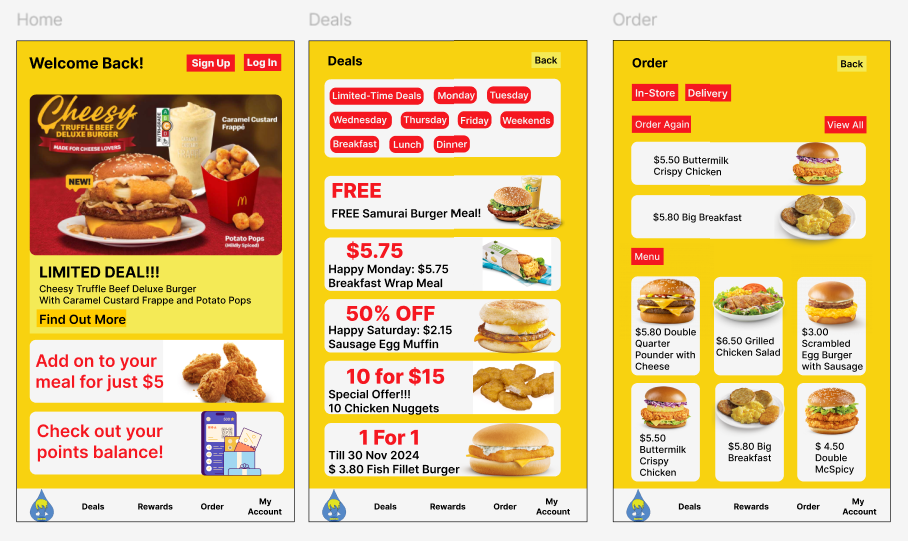 Home
Welcome Back!
Sign Up
Log In
Cheesy
TRUFFLE BEEF
DELUXE BURGER
MADE FOR CHEESE LOVERS
Caramel Custard
Frappé
NEW!
Potato Pops
(Mildly Spiced)
LIMITED DEAL!!!
Cheesy Truffle Beef Deluxe Burger
With Caramel Custard Frappe and Potato Pops
Find Out More
Add on to your
meal for just $5
Check out your
points balance!
Deals
Rewards
Order
My
Account
Deals
Deals
Back
Limited-Time Deals
Monday
Tuesday
Wednesday
Thursday
Friday
Weekends
Breakfast
Lunch
Dinner
FREE
FREE Samurai Burger Meal!
$5.75
Happy Monday: $5.75
Breakfast Wrap Meal
50% OFF
Happy Saturday: $2.15
Sausage Egg Muffin
10 for $15
Special Offer!!!
10 Chicken Nuggets
1 For 1
Till 30 Nov 2024
$ 3.80 Fish Fillet Burger
Deals
Rewards
Order
My
Account
Order
Order
Back
In-Store
Delivery
Order Again
View All
$5.50 Buttermilk
Crispy Chicken
$5.80 Big Breakfast
Menu
$5.80 Double
Quarter
Pounder with
Cheese
$6.50 Grilled
Chicken Salad
$3.00
Scrambled
Egg Burger
with Sausage
$5.50
Buttermilk
Crispy
Chicken
$5.80 Big
Breakfast
$ 4.50
Double
McSpicy
Deals
Rewards
Order
My
Account